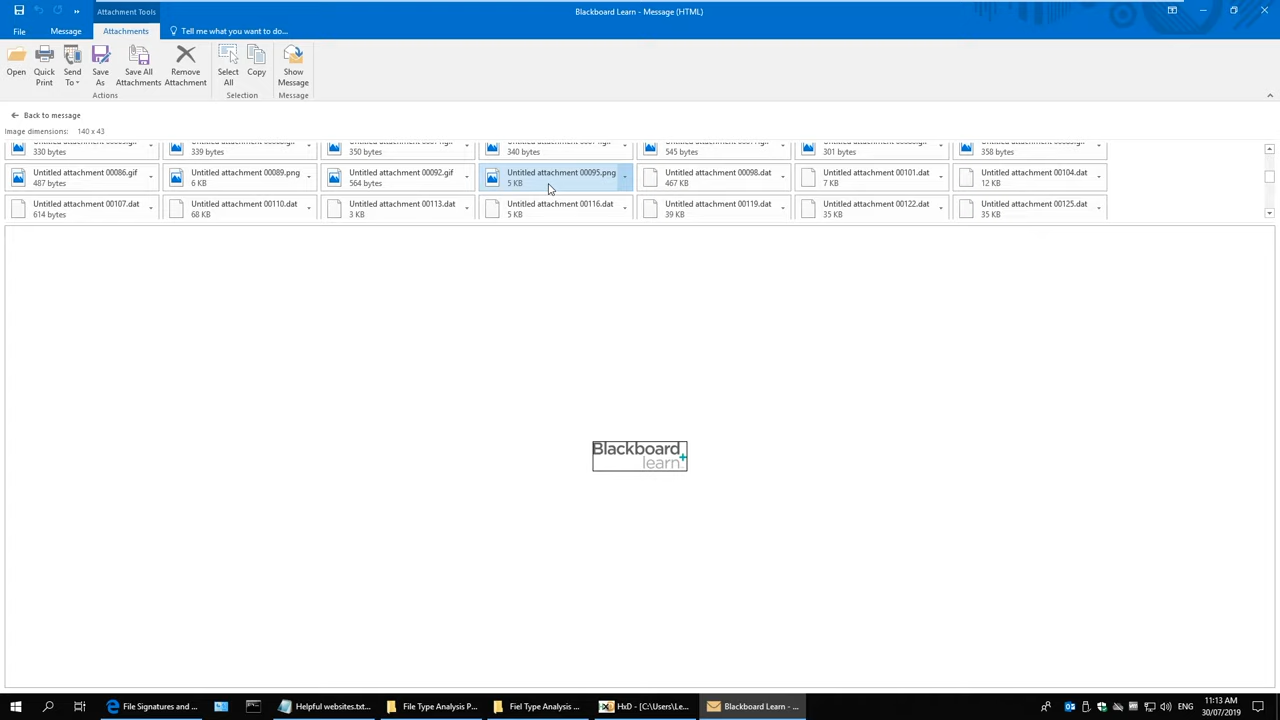 Attachment Tools
Blackboard Learn - Message (HTML)
File
Message
Attachments
Tell me what you want to do...
Open
Quick Print
Send To
Save As
Save All Attachments
Remove Attachment
Select All
Copy
Show Message
Actions
Selection
Message
Back to message
Image dimensions: 140 x 43
330 bytes
339 bytes
350 bytes
340 bytes
545 bytes
301 bytes
358 bytes
Untitled attachment 00086.gif
487 bytes
Untitled attachment 00089.png
6 KB
Untitled attachment 00092.gif
564 bytes
Untitled attachment 00095.png
5 KB
Untitled attachment 00098.dat
467 KB
Untitled attachment 00101.dat
7 KB
Untitled attachment 00104.dat
12 KB
Untitled attachment 00107.dat
614 bytes
Untitled attachment 00110.dat
68 KB
Untitled attachment 00113.dat
3 KB
Untitled attachment 00116.dat
5 KB
Untitled attachment 00119.dat
39 KB
Untitled attachment 00122.dat
35 KB
Untitled attachment 00125.dat
35 KB
Blackboard
learn
File Signatures and ...
Helpful websites.txt...
File Type Analysis P...
Fiel Type Analysis ...
HxD - [C:\Users\Le...
Blackboard Learn - ...
ENG
11:13 AM
30/07/2019